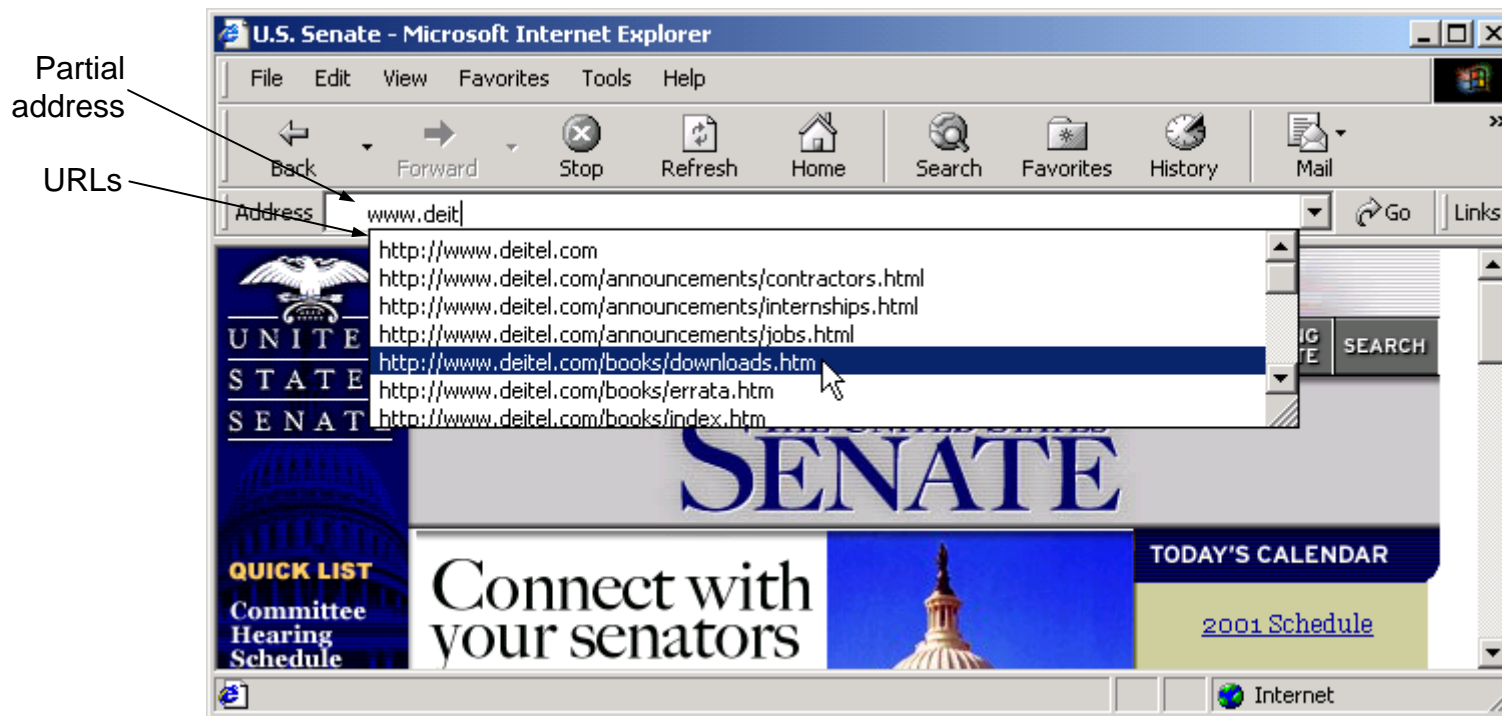 Partial
address
URLs
U.S. Senate - Microsoft Internet Explorer
File Edit View Favorites Tools Help
Back Forward Stop Refresh Home Search Favorites History Mail »
Address www.deit Go Links
http://www.deitel.com
http://www.deitel.com/announcements/contractors.html
http://www.deitel.com/announcements/internships.html
http://www.deitel.com/announcements/jobs.html
http://www.deitel.com/books/downloads.htm
http://www.deitel.com/books/errata.htm
http://www.deitel.com/books/index.htm
UNITE
STATE
SENAT
SEARCH
THE UNITED STATES
SENATE
QUICK LIST
Committee
Hearing
Schedule
Connect with
your senators
TODAY'S CALENDAR
2001 Schedule
Internet